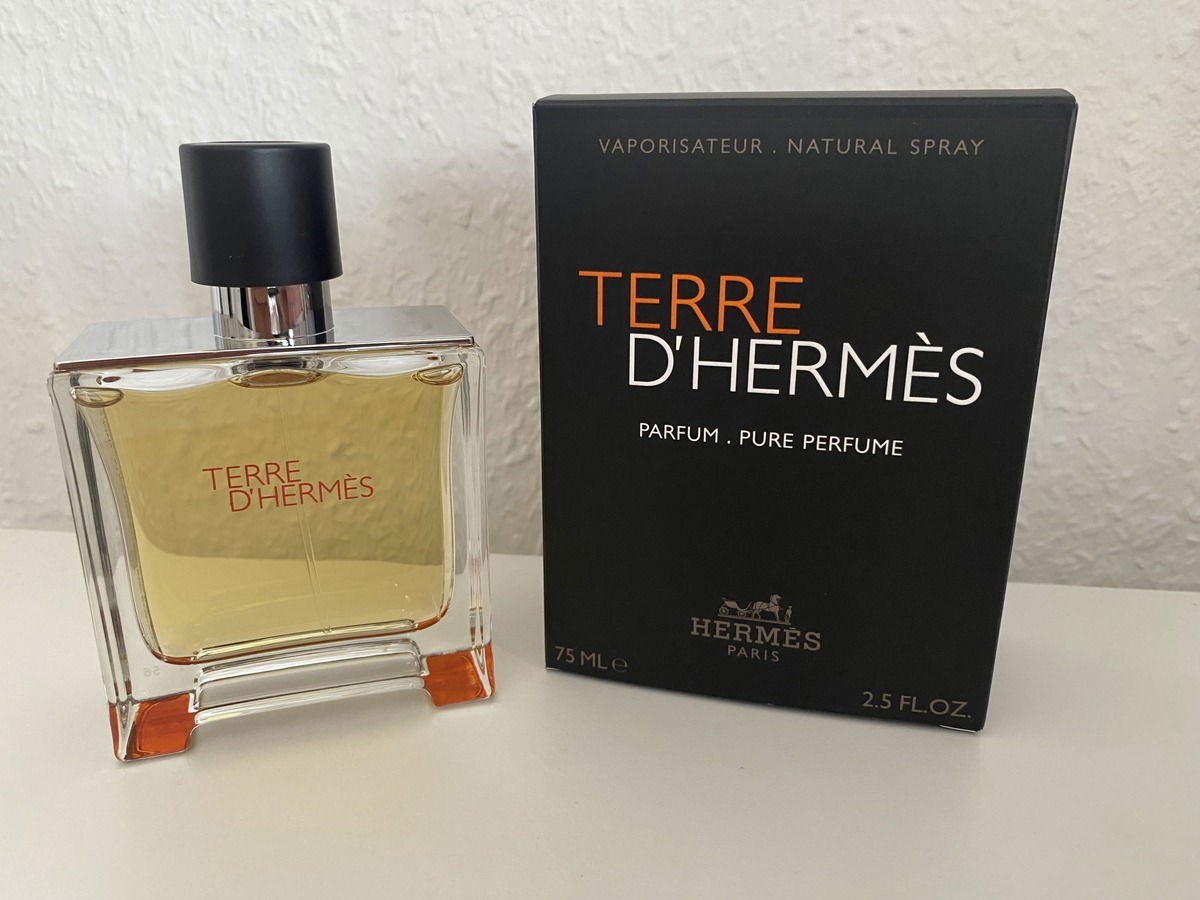 TERRE
D'HERMÈS
VAPORISATEUR . NATURAL SPRAY
TERRE
D'HERMÈS
PARFUM . PURE PERFUME
HERMÈS
PARIS
75 ML ℮
2.5 FL.OZ.